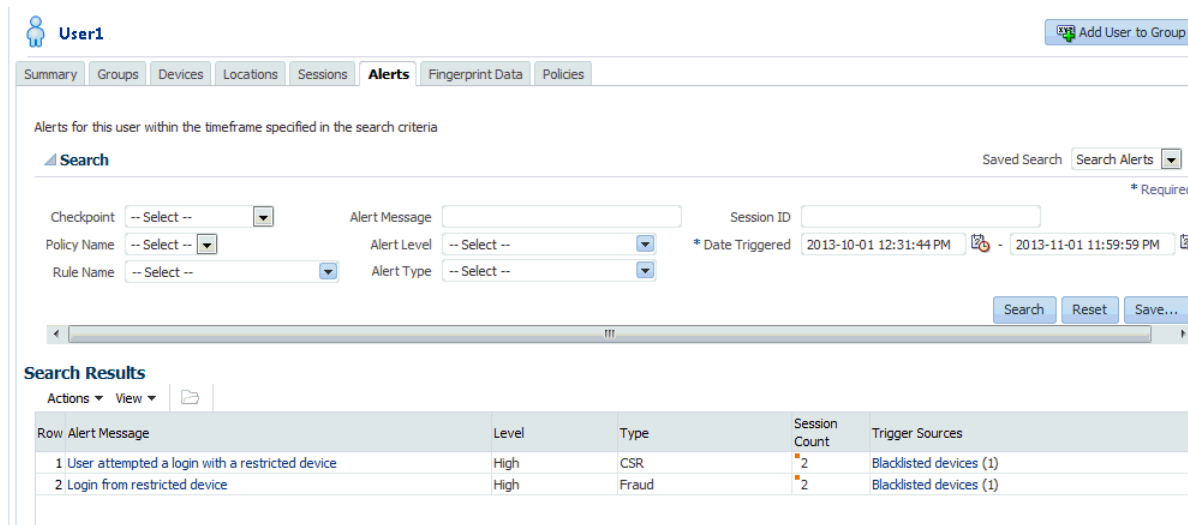 User1
Add User to Group
Summary Groups Devices Locations Sessions Alerts Fingerprint Data Policies
Alerts for this user within the timeframe specified in the search criteria
Search
Saved Search Search Alerts
* Required
Checkpoint -- Select -- Alert Message Session ID
Policy Name -- Select -- Alert Level -- Select -- * Date Triggered 2013-10-01 12:31:44 PM - 2013-11-01 11:59:59 PM
Rule Name -- Select -- Alert Type -- Select --
Search Reset Save...
Search Results
Actions View
Row Alert Message Level Type Session Count Trigger Sources
1 User attempted a login with a restricted device High CSR 2 Blacklisted devices (1)
2 Login from restricted device High Fraud 2 Blacklisted devices (1)